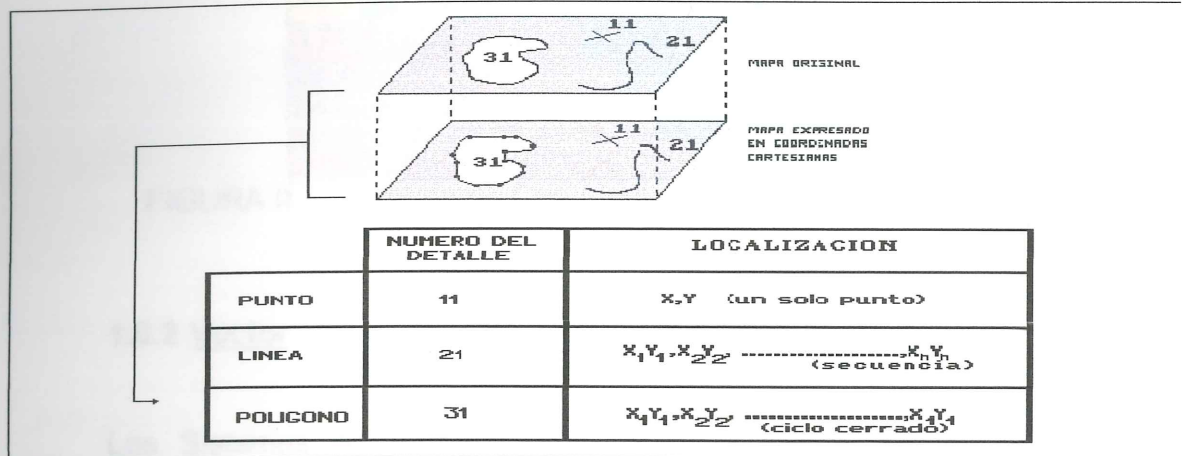 11
21
31
MAPA ORIGINAL
11
21
31
MAPA EXPRESADO
EN COORDENADAS
CARTESIANAS
FIGURA
NUMERO DEL DETALLE LOCALIZACION
PUNTO 11 X,Y (un solo punto)
LINEA 21 X₁Y₁,X₂Y₂, ....................,XₙYₙ
(secuencia)
POLIGONO 31 X₁Y₁,X₂Y₂, ....................,X₁Y₁
(ciclo cerrado)